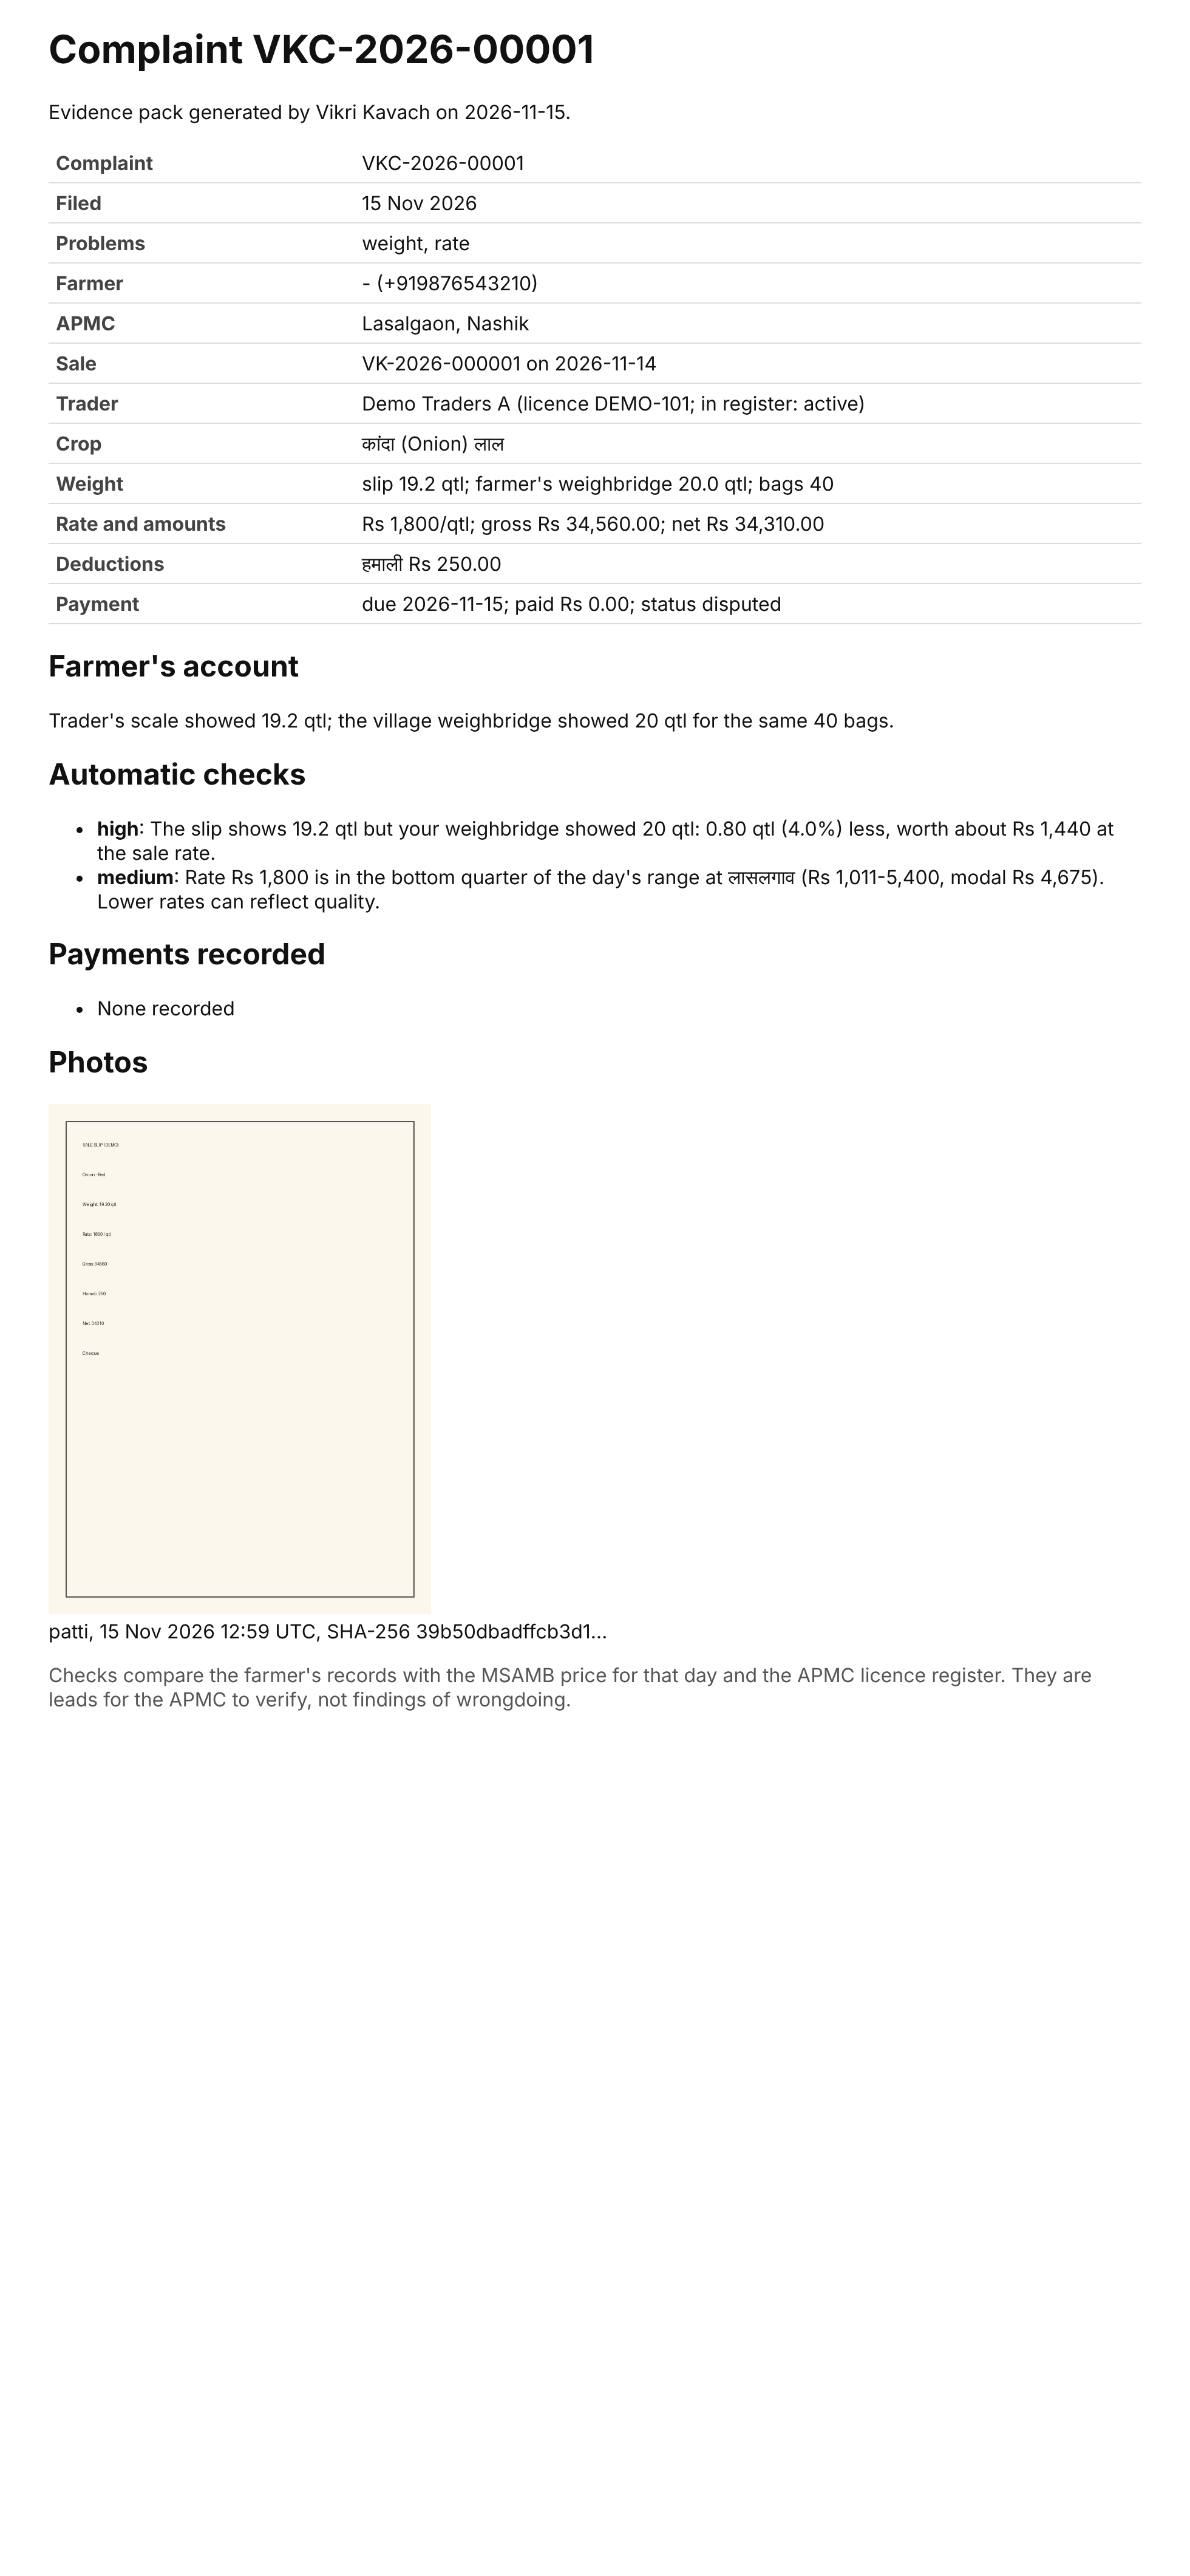 Complaint VKC-2026-00001
Evidence pack generated by Vikri Kavach on 2026-11-15.
Complaint VKC-2026-00001
Filed 15 Nov 2026
Problems weight, rate
Farmer - (+919876543210)
APMC Lasalgaon, Nashik
Sale VK-2026-000001 on 2026-11-14
Trader Demo Traders A (licence DEMO-101; in register: active)
Crop कांदा (Onion) लाल
Weight slip 19.2 qtl; farmer's weighbridge 20.0 qtl; bags 40
Rate and amounts Rs 1,800/qtl; gross Rs 34,560.00; net Rs 34,310.00
Deductions हमाली Rs 250.00
Payment due 2026-11-15; paid Rs 0.00; status disputed
Farmer's account
Trader's scale showed 19.2 qtl; the village weighbridge showed 20 qtl for the same 40 bags.
Automatic checks
• high: The slip shows 19.2 qtl but your weighbridge showed 20 qtl: 0.80 qtl (4.0%) less, worth about Rs 1,440 at
the sale rate.
• medium: Rate Rs 1,800 is in the bottom quarter of the day's range at लासलगाव (Rs 1,011-5,400, modal Rs 4,675).
Lower rates can reflect quality.
Payments recorded
• None recorded
Photos
SALE SLIP (DEMO)
Onion - Red
Weight: 19.20 qtl
Rate: 1800 / qtl
Cheque
patti, 15 Nov 2026 12:59 UTC, SHA-256 39b50dbadffcb3d1...
Checks compare the farmer's records with the MSAMB price for that day and the APMC licence register. They are
leads for the APMC to verify, not findings of wrongdoing.